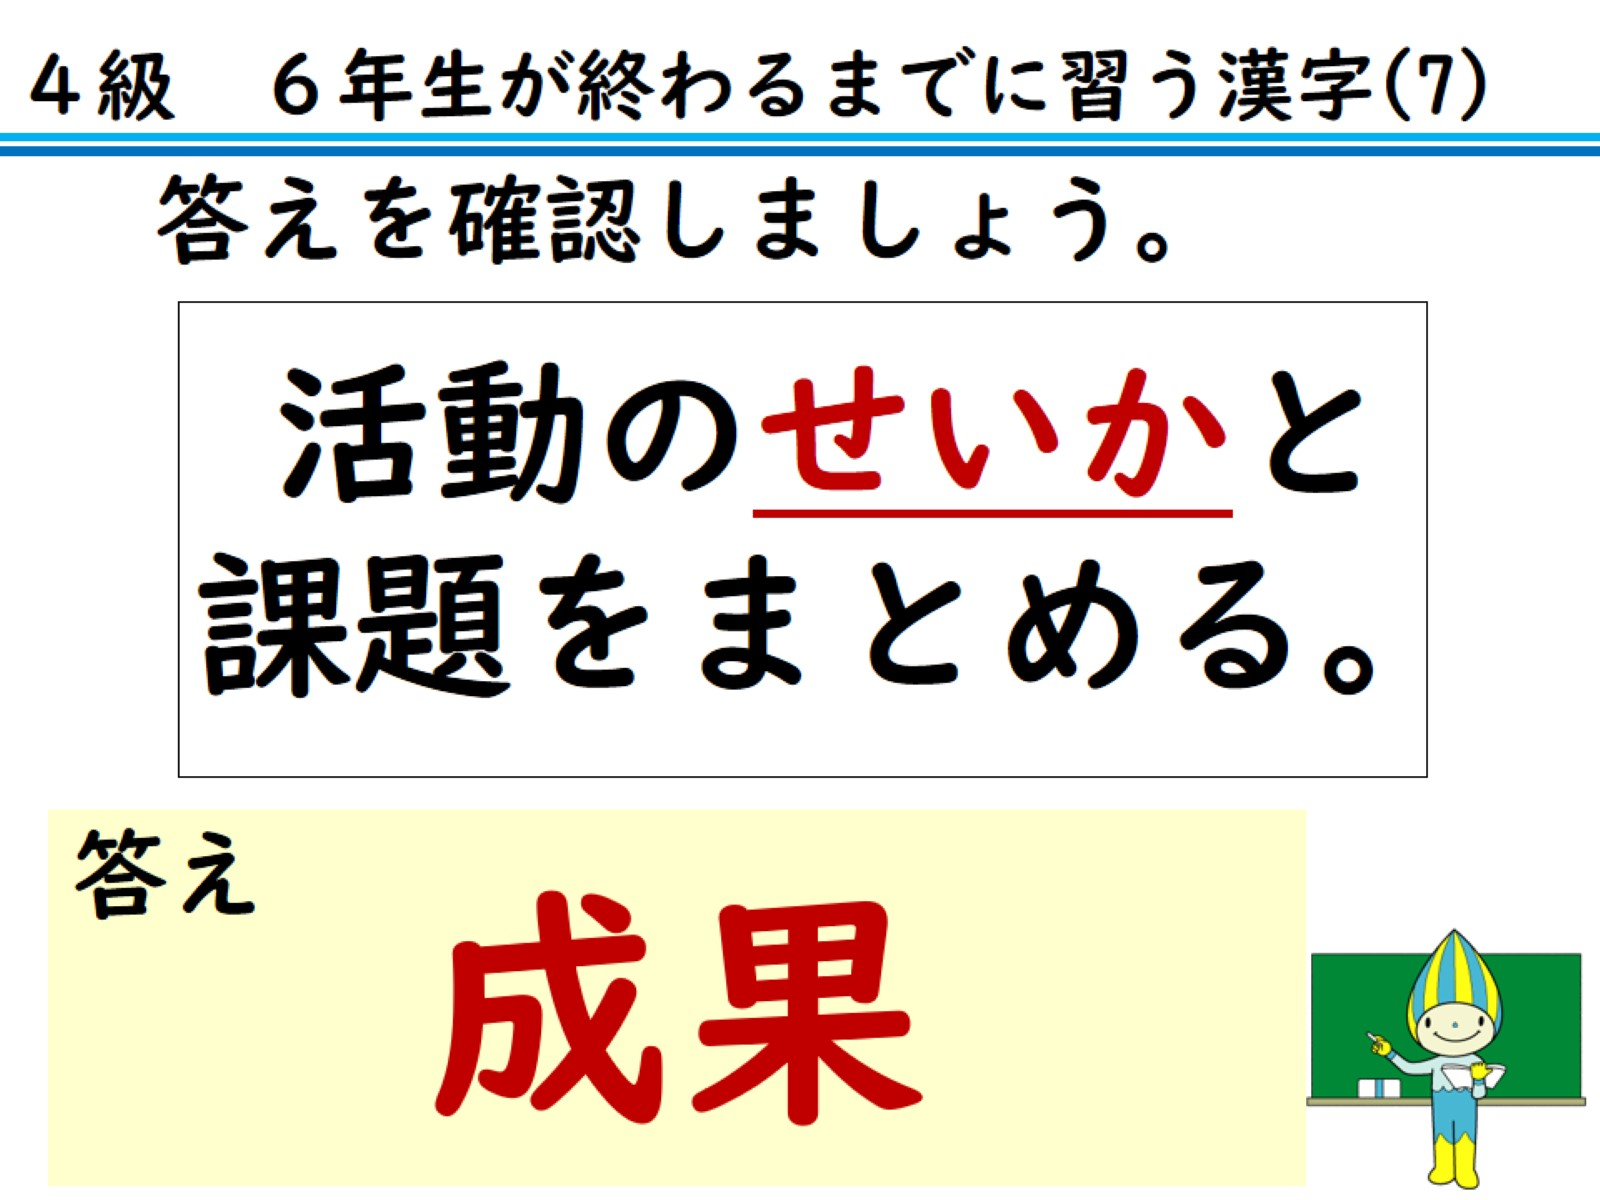 ４級　６年生が終わるまでに習う漢字(7)
答えを確認しましょう。
活動のせいかと
課題をまとめる。
答え
成果